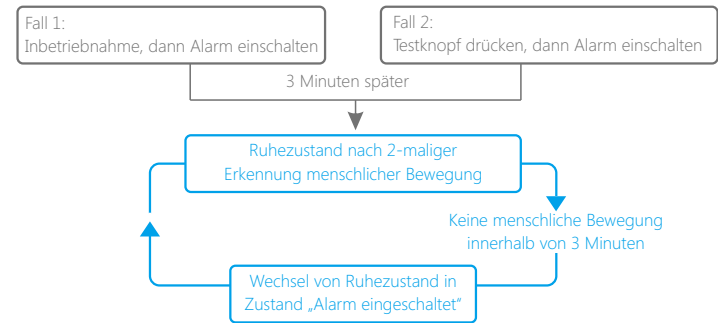 Fall 1:
Inbetriebnahme, dann Alarm einschalten
Fall 2:
Testknopf drücken, dann Alarm einschalten
3 Minuten später
Ruhezustand nach 2-maliger
Erkennung menschlicher Bewegung
Keine menschliche Bewegung
innerhalb von 3 Minuten
Wechsel von Ruhezustand in
Zustand „Alarm eingeschaltet“